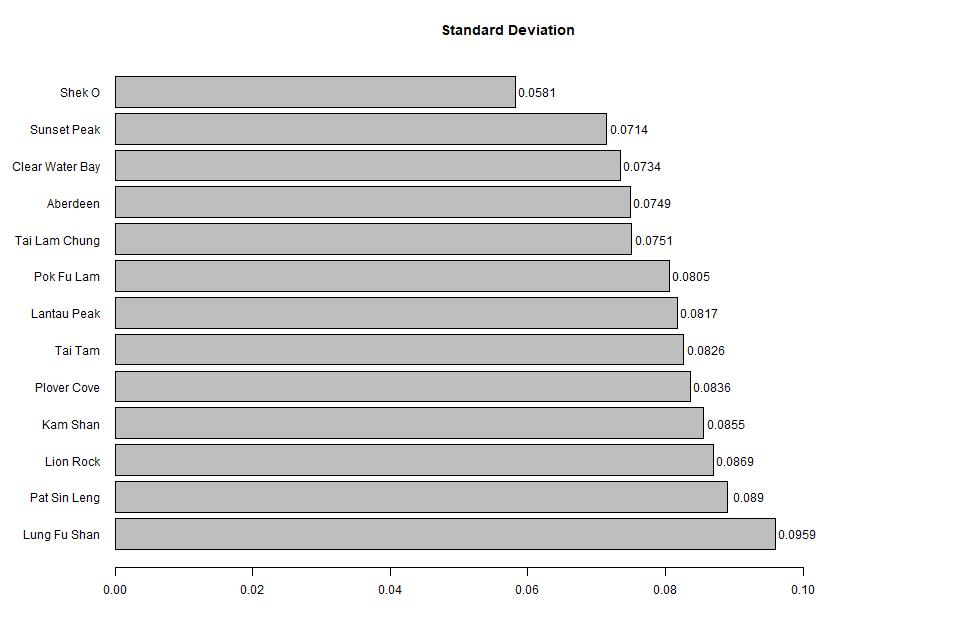 Standard Deviation
Shek O 0.0581
Sunset Peak 0.0714
Clear Water Bay 0.0734
Aberdeen 0.0749
Tai Lam Chung 0.0751
Pok Fu Lam 0.0805
Lantau Peak 0.0817
Tai Tam 0.0826
Plover Cove 0.0836
Kam Shan 0.0855
Lion Rock 0.0869
Pat Sin Leng 0.089
Lung Fu Shan 0.0959
0.00 0.02 0.04 0.06 0.08 0.10